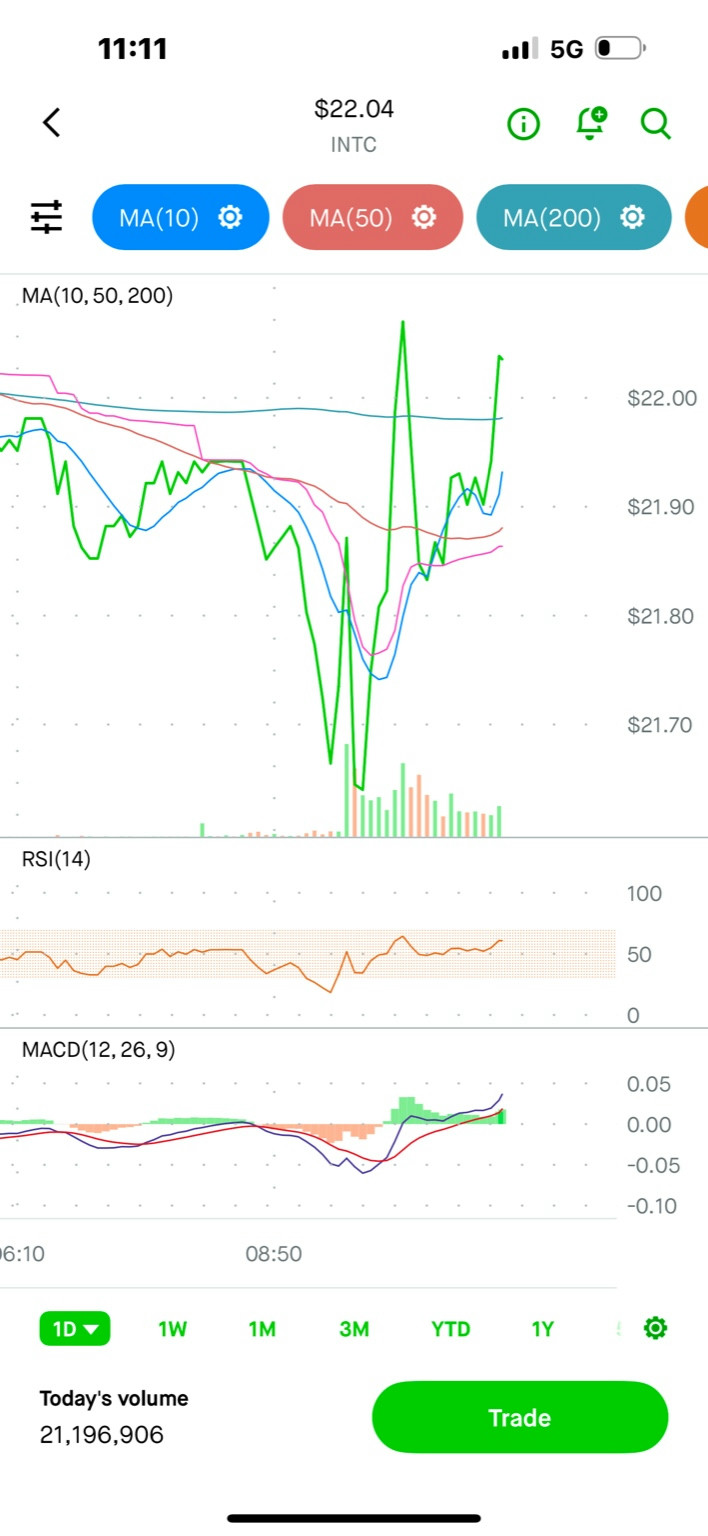 11:11
5G
$22.04
INTC
MA(10)
MA(50)
MA(200)
MA(10,50,200)
$22.00
$21.90
$21.80
$21.70
RSI(14)
100
50
0
MACD(12,26,9)
0.05
0.00
-0.05
-0.10
06:10
08:50
1D
1W
1M
3M
YTD
1Y
Today's volume
21,196,906
Trade